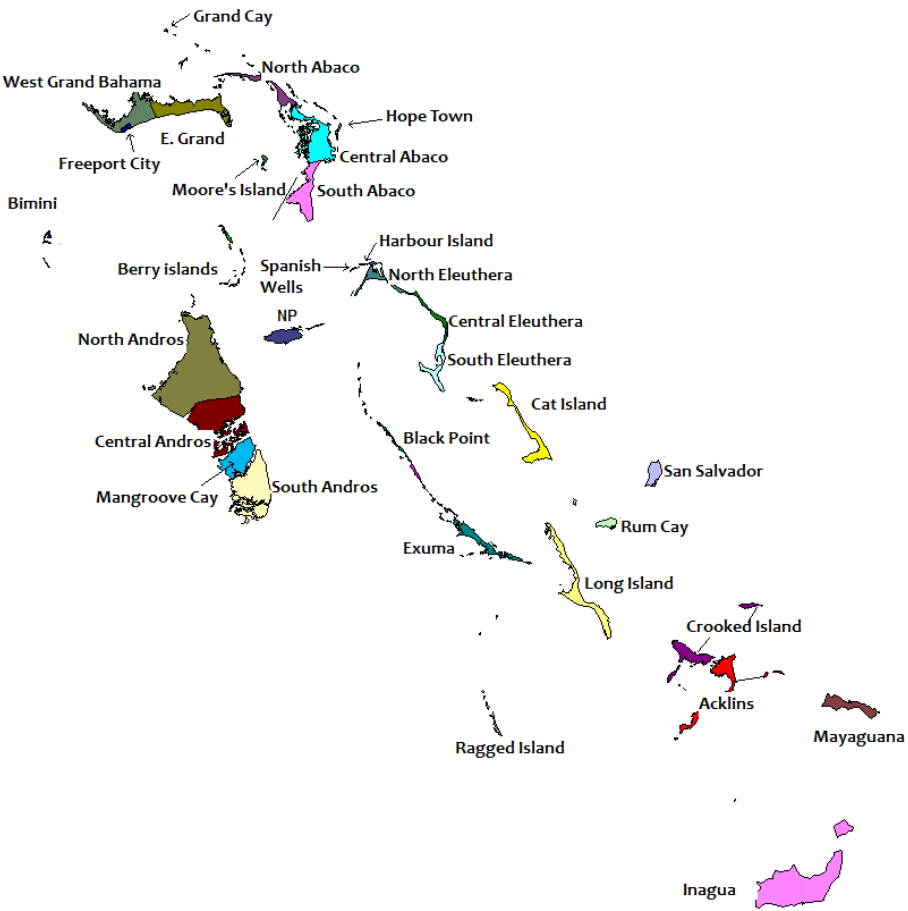 Grand Cay
North Abaco
West Grand Bahama
Hope Town
E. Grand
Central Abaco
Freeport City
Moore's Island
South Abaco
Bimini
Harbour Island
Berry islands
Spanish
Wells
North Eleuthera
NP
Central Eleuthera
North Andros
South Eleuthera
Cat Island
Black Point
Central Andros
San Salvador
South Andros
Mangroove Cay
Rum Cay
Exuma
Long Island
Crooked Island
Acklins
Mayaguana
Ragged Island
Inagua